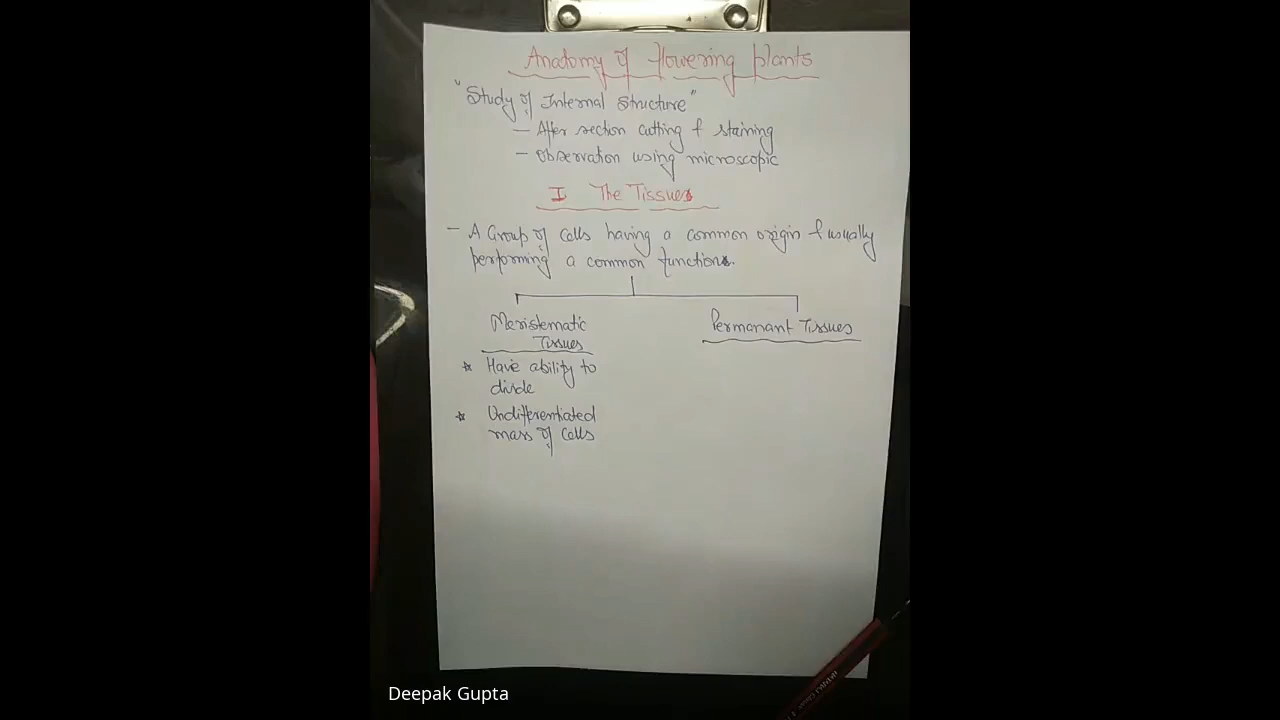 Anatomy of flowering plants
"Study of Internal Structure"
– After section cutting & staining
– Observation using microscopic
I The Tissues
– A Group of Cells having a common origin & usually
performing a common function.
Meristematic
Tissues
Permanant Tissues
* Have ability to
divide
* Undifferentiated
mass of cells
Deepak Gupta